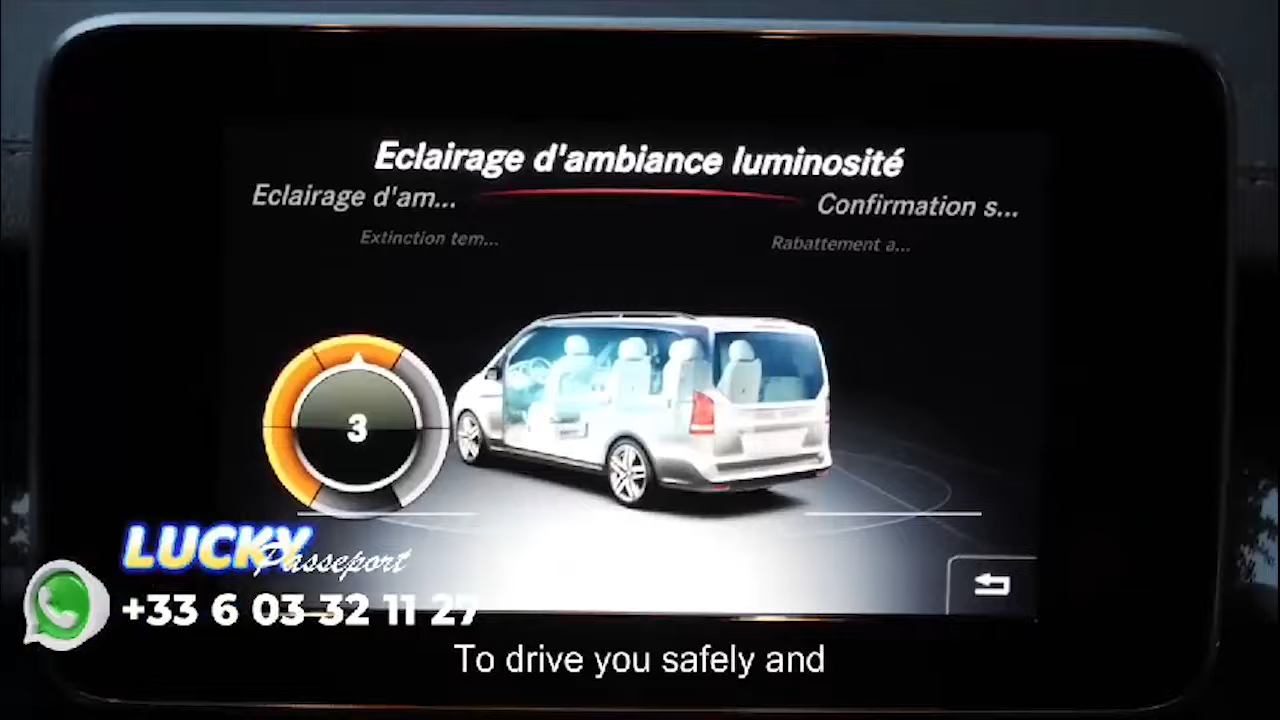 Eclairage d'ambiance luminosité
Eclairage d'am...
Confirmation s...
Extinction tem...
Rabattement a...
3
LUCKY
Passeport
+33 6 03 32 11 27
To drive you safely and